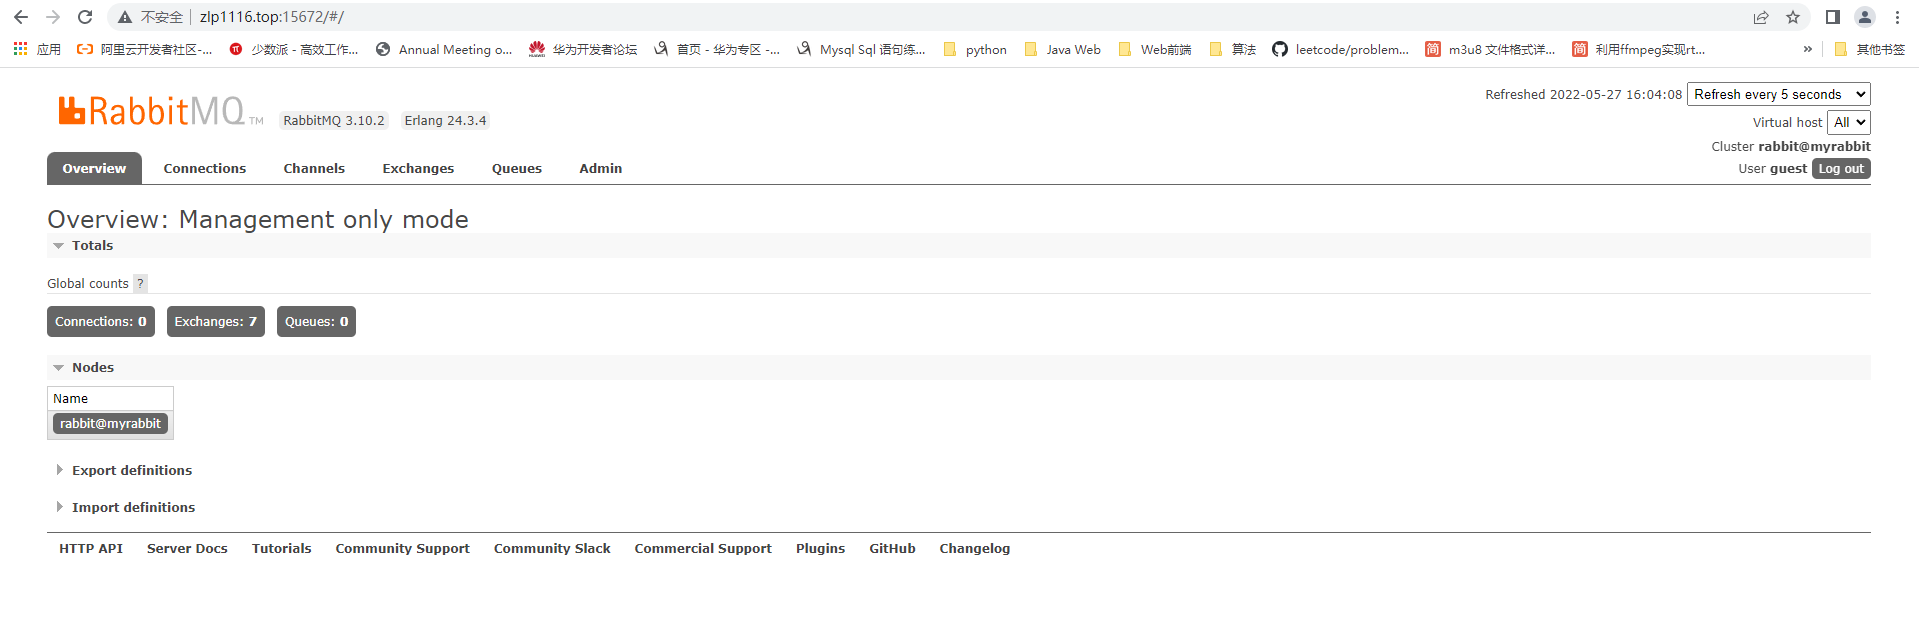 不安全 zlp1116.top:15672/#/
应用 阿里云开发者社区-... 少数派 - 高效工作... Annual Meeting o... 华为开发者论坛 首页 - 华为专区 -... Mysql Sql 语句练... python Java Web Web前端 算法 leetcode/problem... 简 m3u8 文件格式详... 简 利用ffmpeg实现rt... » 其他书签
RabbitMQ TM RabbitMQ 3.10.2 Erlang 24.3.4
Refreshed 2022-05-27 16:04:08 Refresh every 5 seconds
Virtual host All
Cluster rabbit@myrabbit
User guest Log out
Overview Connections Channels Exchanges Queues Admin
Overview: Management only mode
Totals
Global counts ?
Connections: 0 Exchanges: 7 Queues: 0
Nodes
Name
rabbit@myrabbit
Export definitions
Import definitions
HTTP API Server Docs Tutorials Community Support Community Slack Commercial Support Plugins GitHub Changelog